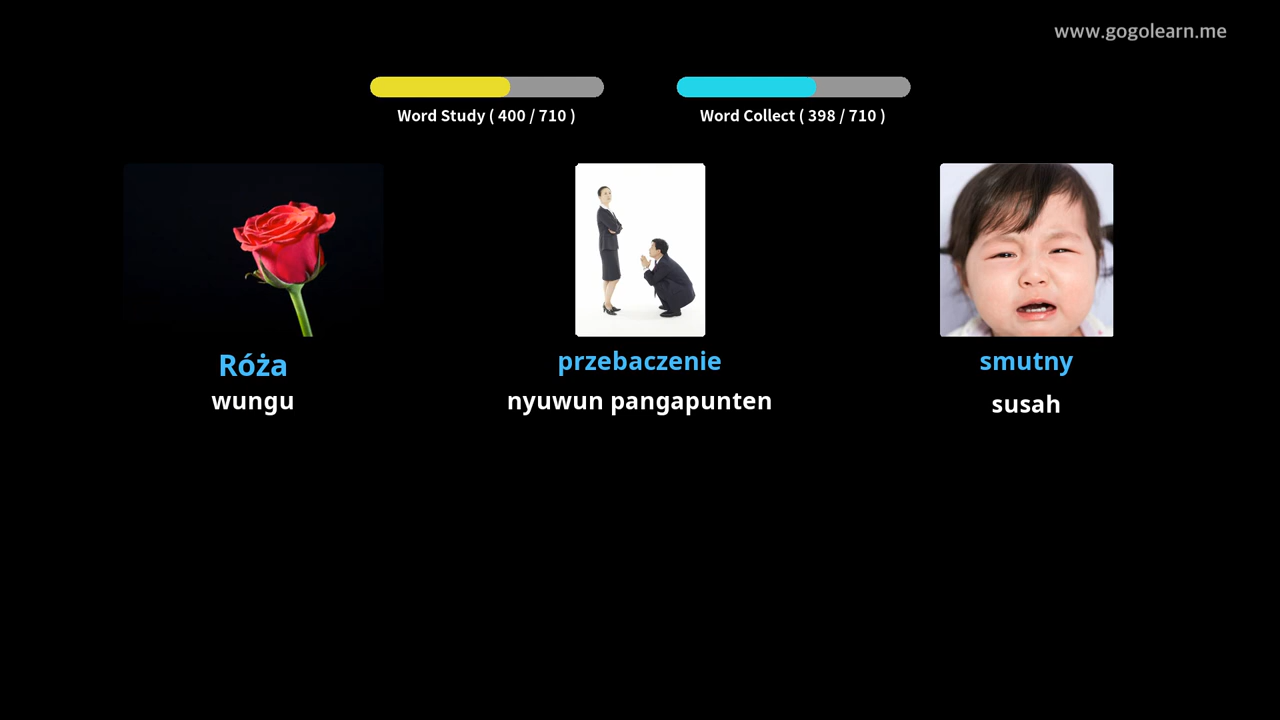 www.gogolearn.me
Word Study ( 400 / 710 )
Word Collect ( 398 / 710 )
Róża
przebaczenie
smutny
wungu
nyuwun pangapunten
susah